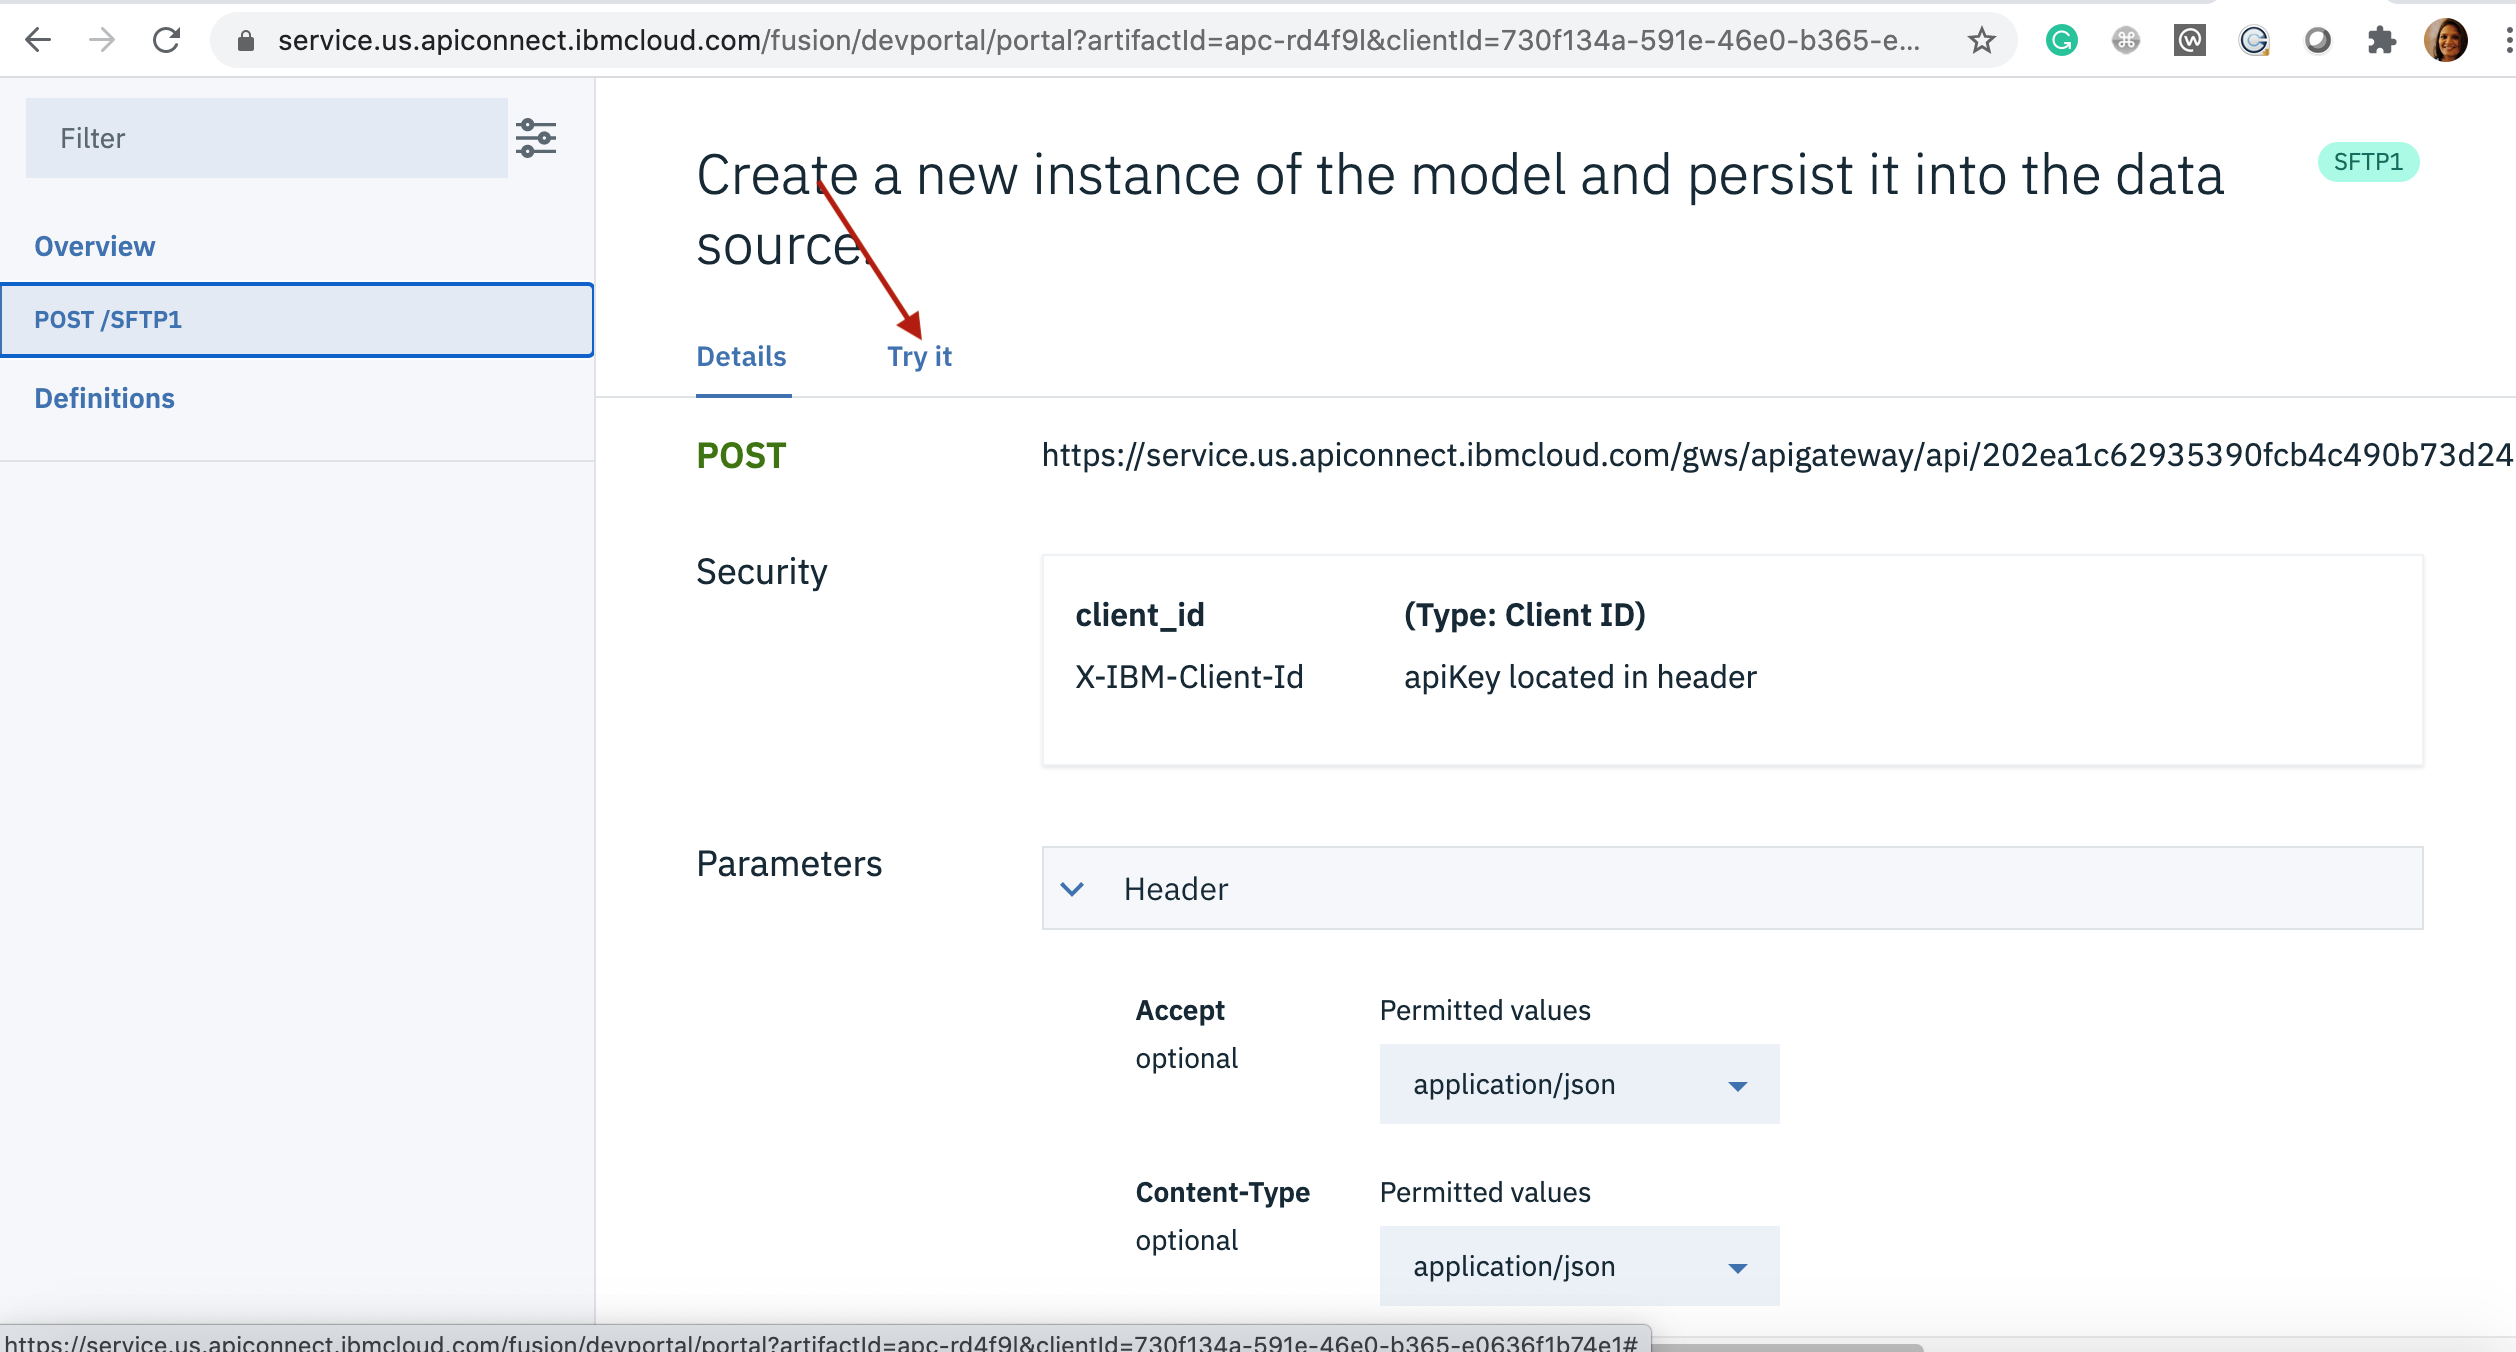 service.us.apiconnect.ibmcloud.com/fusion/devportal/portal?artifactId=apc-rd4f9l&clientId=730f134a-591e-46e0-b365-e...
Filter
Overview
POST /SFTP1
Definitions
Create a new instance of the model and persist it into the data
source.
SFTP1
Details
Try it
POST
https://service.us.apiconnect.ibmcloud.com/gws/apigateway/api/202ea1c62935390fcb4c490b73d24
Security
client_id
(Type: Client ID)
X-IBM-Client-Id
apiKey located in header
Parameters
Header
Accept
Permitted values
optional
application/json
Content-Type
Permitted values
optional
application/json
https://service.us.apiconnect.ibmcloud.com/fusion/devportal/portal?artifactId=apc-rd4f9l&clientId=730f134a-591e-46e0-b365-e0636f1b74e1#